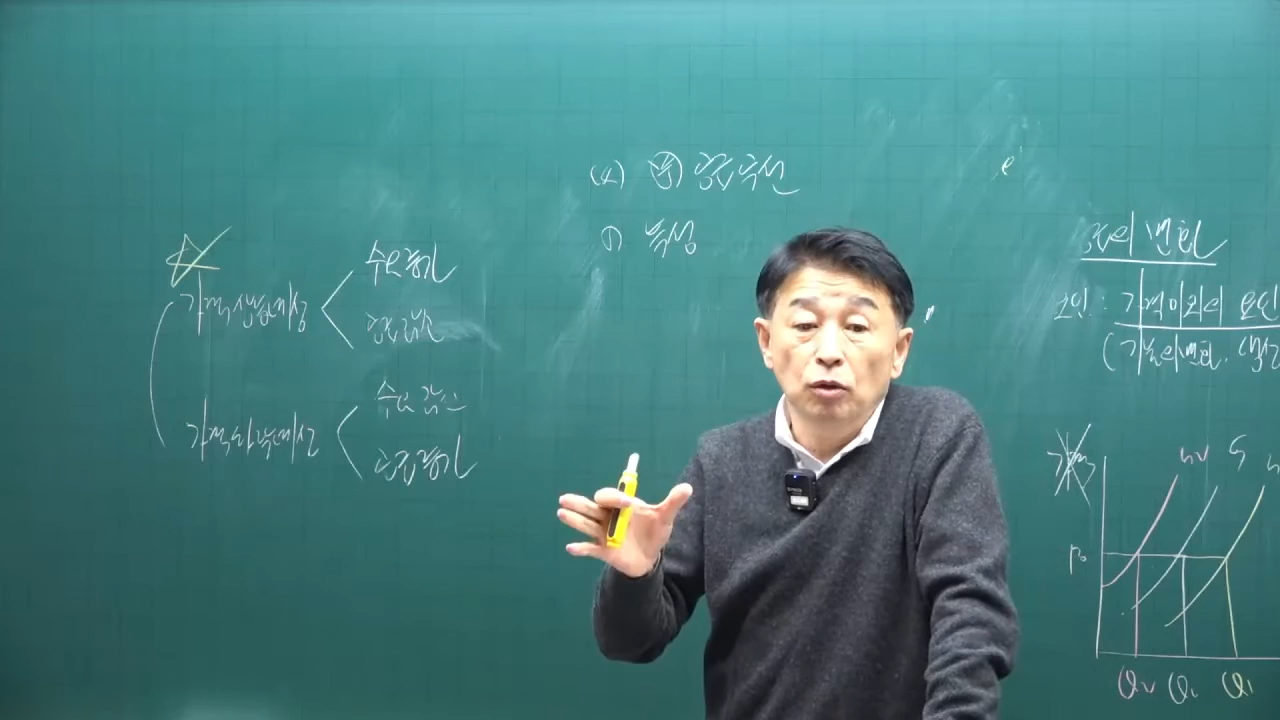 가격상승예상
수요증가
공급감소
가격하락예상
수요감소
공급증가
(2)
공급곡선
① 특성
공급의 변화
요인: 가격이외의 요인
(기술의변화, 생산
S
P₀
Q₂ Q₀ Q₁